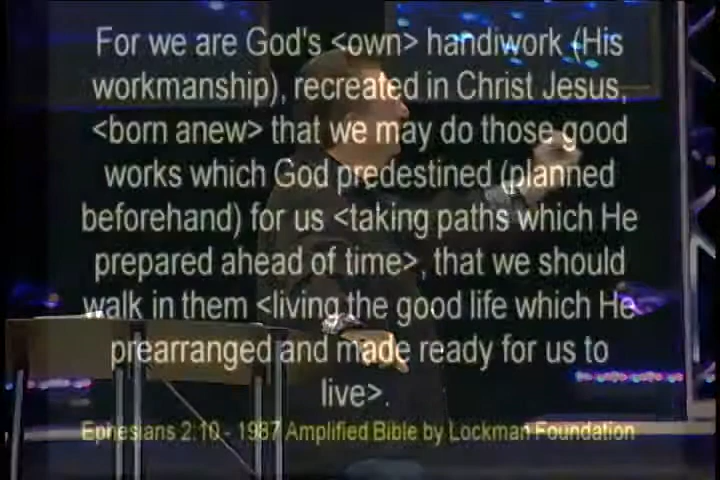 For we are God's <own> handiwork (His
workmanship), recreated in Christ Jesus,
<born anew> that we may do those good
works which God predestined (planned
beforehand) for us <taking paths which He
prepared ahead of time>, that we should
walk in them <living the good life which He
prearranged and made ready for us to
live>.
Ephesians 2:10 - 1987 Amplified Bible by Lockman Foundation